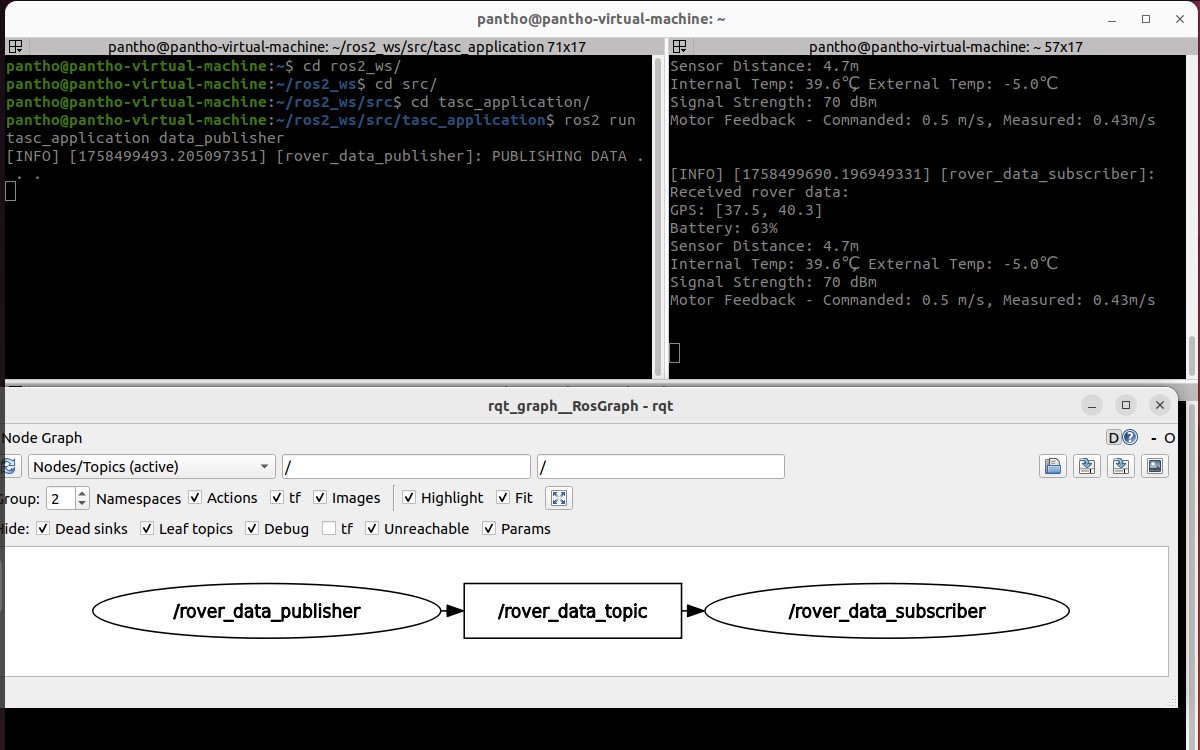 pantho@pantho-virtual-machine: ~
pantho@pantho-virtual-machine: ~/ros2_ws/src/tasc_application 71x17
pantho@pantho-virtual-machine:~$ cd ros2_ws/
pantho@pantho-virtual-machine:~/ros2_ws$ cd src/
pantho@pantho-virtual-machine:~/ros2_ws/src$ cd tasc_application/
pantho@pantho-virtual-machine:~/ros2_ws/src/tasc_application$ ros2 run
tasc_application data_publisher
[INFO] [1758499493.205097351] [rover_data_publisher]: PUBLISHING DATA .
. .
pantho@pantho-virtual-machine: ~ 57x17
Sensor Distance: 4.7m
Internal Temp: 39.6℃, External Temp: -5.0℃
Signal Strength: 70 dBm
Motor Feedback - Commanded: 0.5 m/s, Measured: 0.43m/s
[INFO] [1758499690.196949331] [rover_data_subscriber]:
Received rover data:
GPS: [37.5, 40.3]
Battery: 63%
Sensor Distance: 4.7m
Internal Temp: 39.6℃, External Temp: -5.0℃
Signal Strength: 70 dBm
Motor Feedback - Commanded: 0.5 m/s, Measured: 0.43m/s
rqt_graph__RosGraph - rqt
Node Graph
D - O
Nodes/Topics (active) / /
roup: 2 Namespaces Actions tf Images Highlight Fit
ide: Dead sinks Leaf topics Debug tf Unreachable Params
/rover_data_publisher /rover_data_topic /rover_data_subscriber